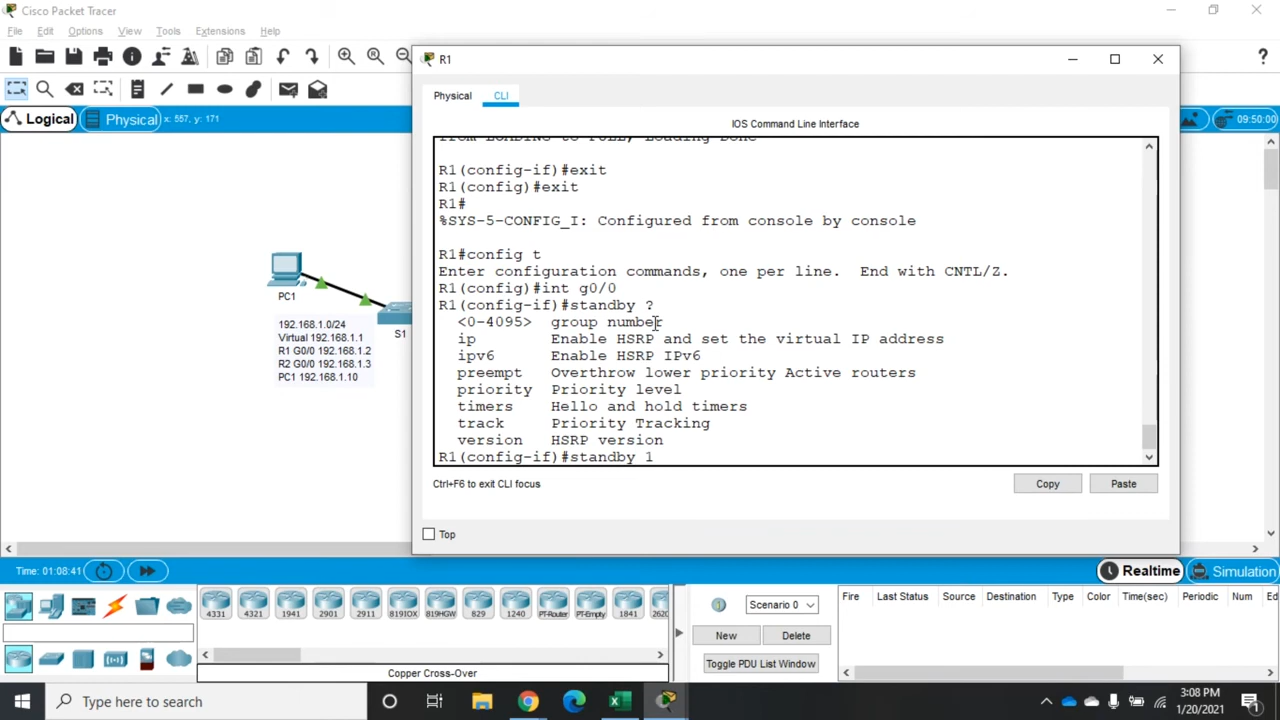 Cisco Packet Tracer
File Edit Options View Tools Extensions Help
Logical Physical x: 557, y: 171 09:50:00
PC1
S1
192.168.1.0/24
Virtual 192.168.1.1
R1 G0/0 192.168.1.2
R2 G0/0 192.168.1.3
PC1 192.168.1.10
R1
Physical CLI
IOS Command Line Interface
from LOADING to FULL, Loading Done
R1(config-if)#exit
R1(config)#exit
R1#
%SYS-5-CONFIG_I: Configured from console by console
R1#config t
Enter configuration commands, one per line. End with CNTL/Z.
R1(config)#int g0/0
R1(config-if)#standby ?
<0-4095> group number
ip Enable HSRP and set the virtual IP address
ipv6 Enable HSRP IPv6
preempt Overthrow lower priority Active routers
priority Priority level
timers Hello and hold timers
track Priority Tracking
version HSRP version
R1(config-if)#standby 1
Ctrl+F6 to exit CLI focus
Copy Paste
Top
Time: 01:08:41
Realtime Simulation
4331 4321 1941 2901 2911 819IOX 819HGW 829 1240 PT-Router PT-Empty 1841 2620
Copper Cross-Over
Scenario 0
New Delete
Toggle PDU List Window
Fire Last Status Source Destination Type Color Time(sec) Periodic Num Ed
Type here to search
3:08 PM
1/20/2021